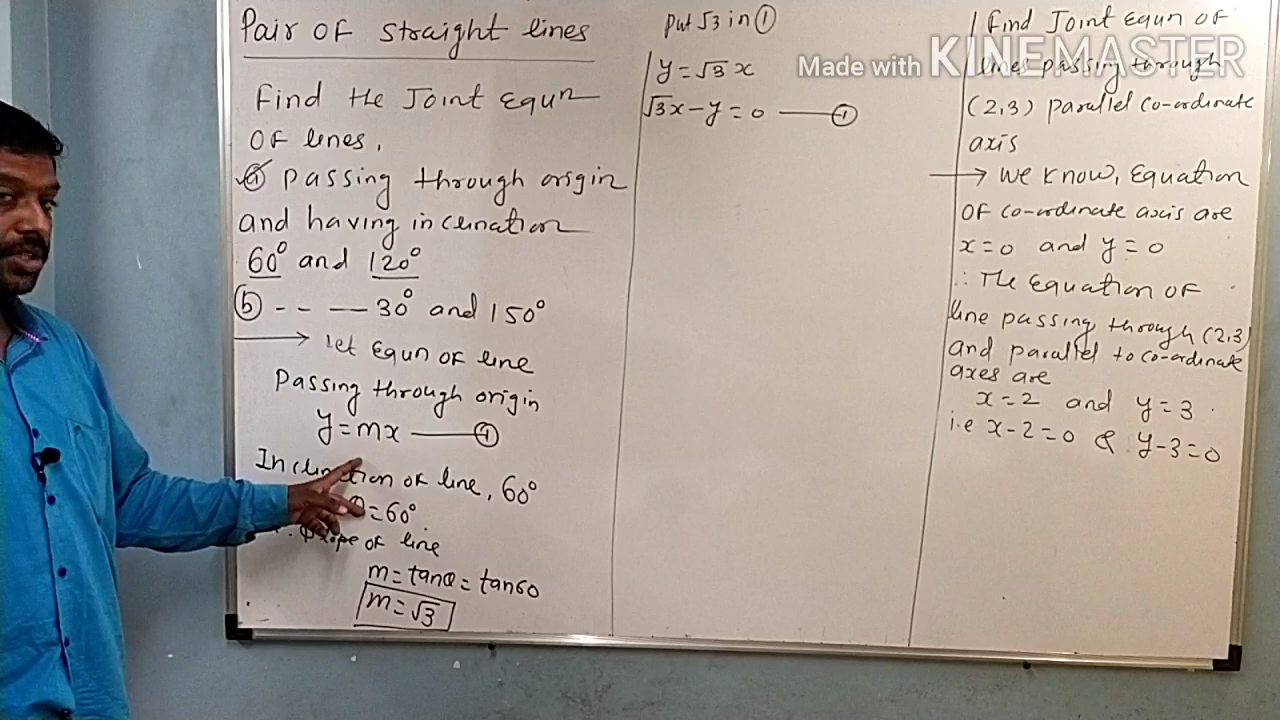 Pair of straight lines
Find the Joint Equn
of lines,
ⓐ passing through origin
and having inclination
60° and 120°
ⓑ - - — 30° and 150°
→ Let Equn of line
Passing through origin
y = mx — ①
Inclination of line, 60°
θ = 60°
∴ Slope of line
m = tanθ = tan60
m = √3
put √3 in ①
y = √3 x
√3x - y = 0 — ①
Find Joint Equn of
lines passing through
(2,3) parallel co-ordinate
axis
→ we know, Equation
of co-ordinate axis are
x = 0 and y = 0
∴ The Equation of
line passing through (2,3)
and parallel to co-ordinate
axes are
x = 2 and y = 3
i.e x - 2 = 0 & y - 3 = 0
Made with KINEMASTER